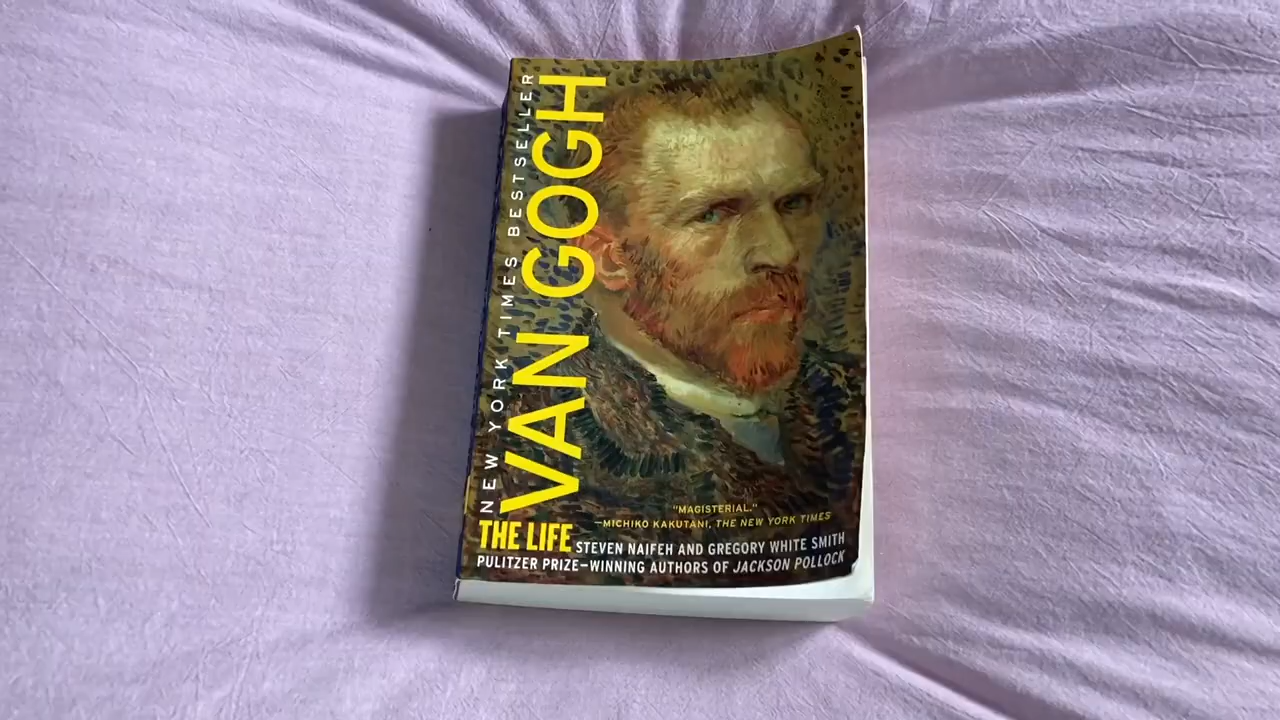 NEW YORK TIMES BESTSELLER
VAN GOGH
THE LIFE
"MAGISTERIAL."
—MICHIKO KAKUTANI, THE NEW YORK TIMES
STEVEN NAIFEH AND GREGORY WHITE SMITH
PULITZER PRIZE–WINNING AUTHORS OF JACKSON POLLOCK